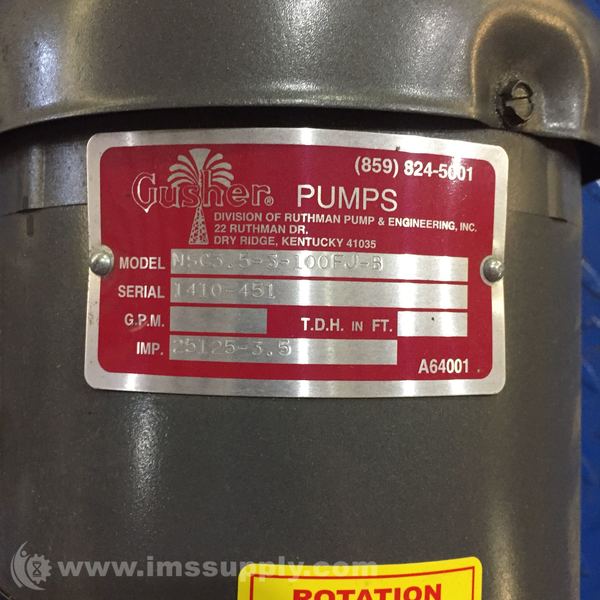 (859) 824-5001
Gusher® PUMPS
DIVISION OF RUTHMAN PUMP & ENGINEERING, INC.
22 RUTHMAN DR.
DRY RIDGE, KENTUCKY 41035
MODEL NSC3.5-3-100FJ-B
SERIAL 1410-451
G.P.M. T.D.H. IN FT.
IMP. 25125-3.5
A64001
www.imssupply.com
ROTATION